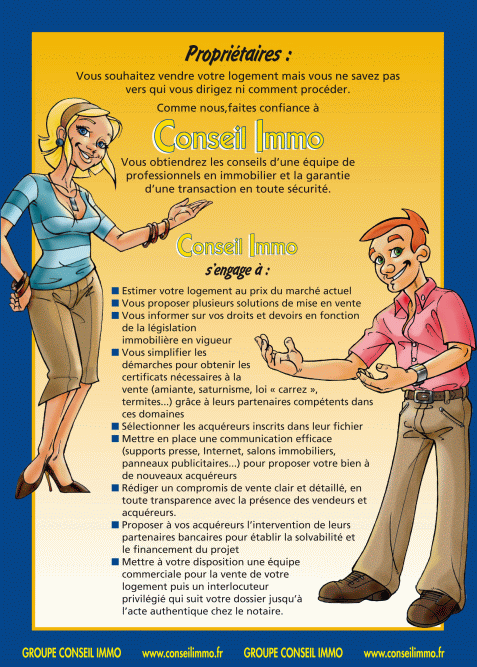 Propriétaires :
Vous souhaitez vendre votre logement mais vous ne savez pas
vers qui vous dirigez ni comment procéder.
Comme nous,faites confiance à
Conseil Immo
Vous obtiendrez les conseils d'une équipe de
professionnels en immobilier et la garantie
d'une transaction en toute sécurité.
Conseil Immo
s'engage à :
■ Estimer votre logement au prix du marché actuel
■ Vous proposer plusieurs solutions de mise en vente
■ Vous informer sur vos droits et devoirs en fonction
de la législation
immobilière en vigueur
■ Vous simplifier les
démarches pour obtenir les
certificats nécessaires à la
vente (amiante, saturnisme, loi « carrez »,
termites...) grâce à leurs partenaires compétents dans
ces domaines
■ Sélectionner les acquéreurs inscrits dans leur fichier
■ Mettre en place une communication efficace
(supports presse, Internet, salons immobiliers,
panneaux publicitaires...) pour proposer votre bien à
de nouveaux acquéreurs
■ Rédiger un compromis de vente clair et détaillé, en
toute transparence avec la présence des vendeurs et
acquéreurs.
■ Proposer à vos acquéreurs l'intervention de leurs
partenaires bancaires pour établir la solvabilité et
le financement du projet
■ Mettre à votre disposition une équipe
commerciale pour la vente de votre
logement puis un interlocuteur
privilégié qui suit votre dossier jusqu'à
l'acte authentique chez le notaire.
GROUPE CONSEIL IMMO www.conseilimmo.fr GROUPE CONSEIL IMMO www.conseilimmo.fr